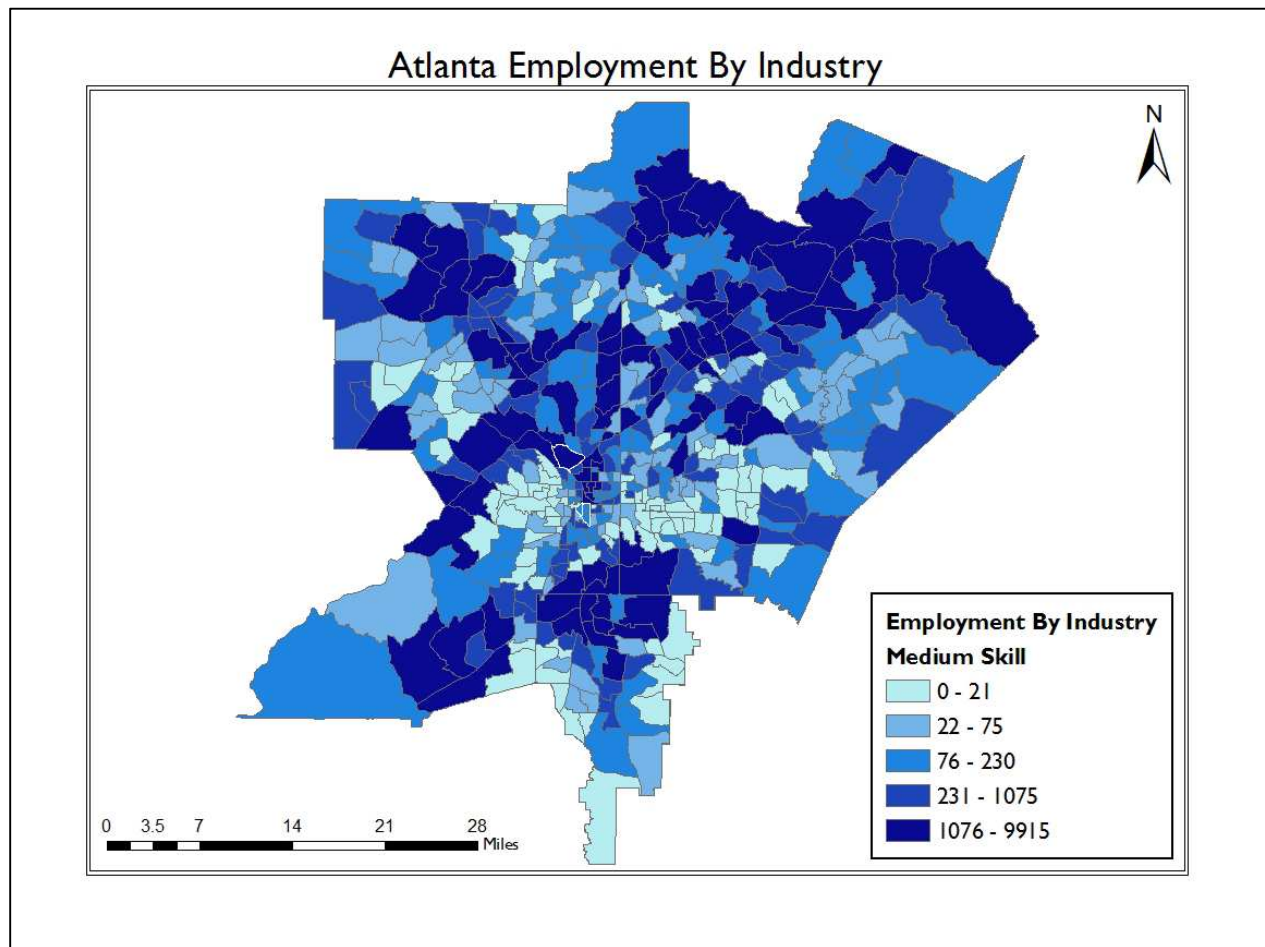 Atlanta Employment By Industry
N
Employment By Industry
Medium Skill
0 - 21
22 - 75
76 - 230
231 - 1075
1076 - 9915
0 3.5 7 14 21 28
Miles